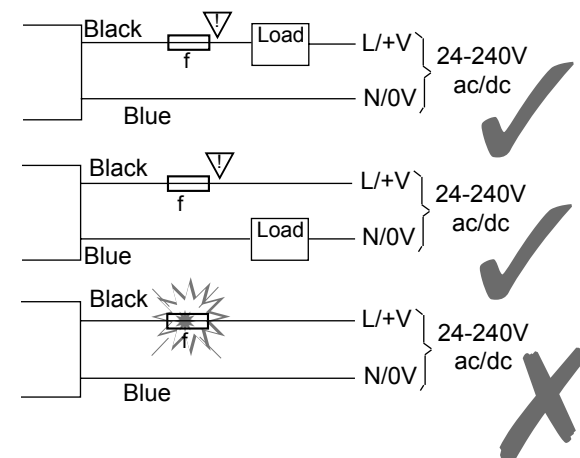 Black
!
Load
L/+V
f
24-240V
ac/dc
N/0V
Blue
Black
!
L/+V
f
24-240V
ac/dc
Load
N/0V
Blue
Black
L/+V
f
24-240V
ac/dc
N/0V
Blue